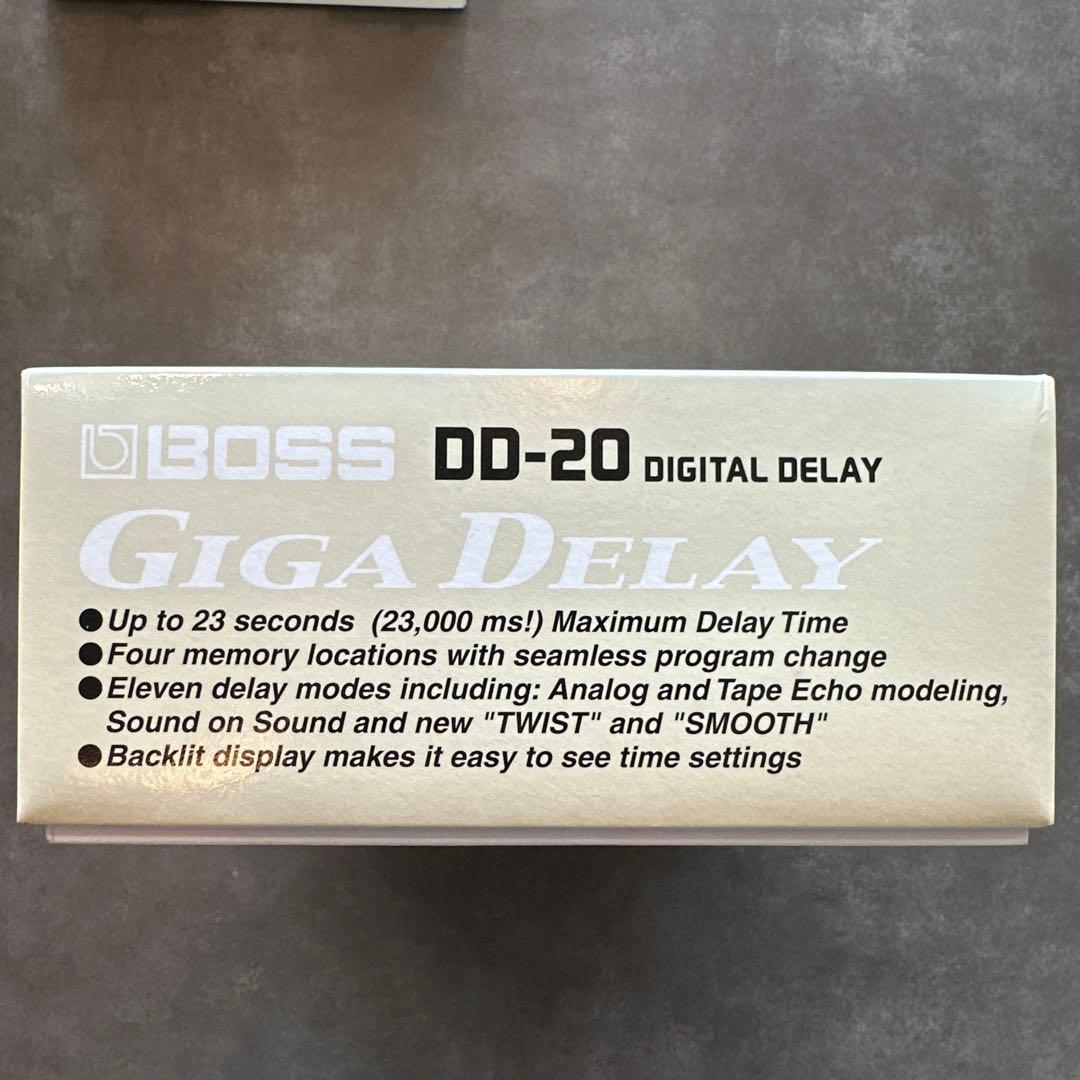 BOSS DD-20 DIGITAL DELAY
GIGA DELAY
●Up to 23 seconds (23,000 ms!) Maximum Delay Time
●Four memory locations with seamless program change
●Eleven delay modes including: Analog and Tape Echo modeling,
Sound on Sound and new "TWIST" and "SMOOTH"
●Backlit display makes it easy to see time settings